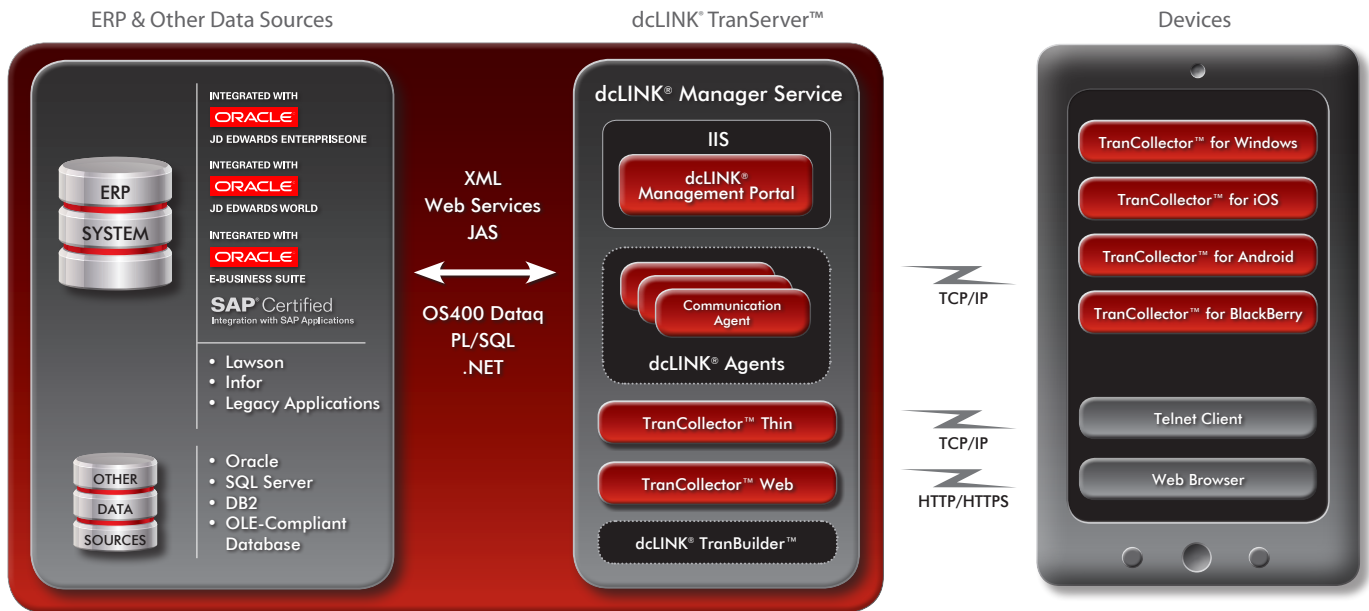 ERP & Other Data Sources
dcLINK® TranServer™
Devices
ERP
SYSTEM
INTEGRATED WITH
ORACLE
JD EDWARDS ENTERPRISEONE
INTEGRATED WITH
ORACLE
JD EDWARDS WORLD
INTEGRATED WITH
ORACLE
E-BUSINESS SUITE
SAP® Certified
Integration with SAP Applications
• Lawson
• Infor
• Legacy Applications
OTHER
DATA
SOURCES
• Oracle
• SQL Server
• DB2
• OLE-Compliant
Database
XML
Web Services
JAS
OS400 Dataq
PL/SQL
.NET
dcLINK® Manager Service
IIS
dcLINK®
Management Portal
Communication
Agent
dcLINK® Agents
TranCollector™ Thin
TranCollector™ Web
dcLINK® TranBuilder™
TCP/IP
TCP/IP
HTTP/HTTPS
TranCollector™ for Windows
TranCollector™ for iOS
TranCollector™ for Android
TranCollector™ for BlackBerry
Telnet Client
Web Browser